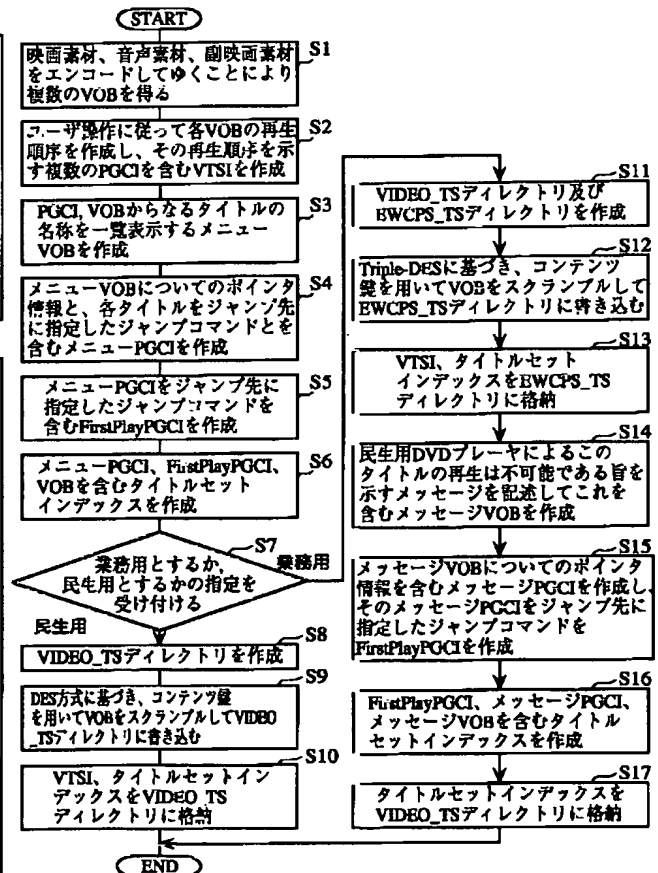 START
S1
映画素材、音声素材、副映画素材
をエンコードしてゆくことにより
複数のVOBを得る
S2
ユーザ操作に従って各VOBの再生
順序を作成し、その再生順序を示
す複数のPGCIを含むVTSIを作成
S3
PGCI, VOBからなるタイトルの
名称を一覧表示するメニュー
VOBを作成
S4
メニューVOBについてのポインタ
情報と、各タイトルをジャンプ先
に指定したジャンプコマンドとを
含むメニューPGCIを作成
S5
メニューPGCIをジャンプ先に
指定したジャンプコマンドを
含むFirstPlayPGCIを作成
S6
メニューPGCI、FirstPlayPGCI、
VOBを含むタイトルセット
インデックスを作成
S7
業務用とするか、
民生用とするかの指定を
受け付ける
業務用
民生用
S8
VIDEO_TSディレクトリを作成
S9
DES方式に基づき、コンテンツ鍵
を用いてVOBをスクランブルしてVIDEO
_TSディレクトリに書き込む
S10
VTSI、タイトルセットイン
デックスをVIDEO_TS
ディレクトリに格納
END
S11
VIDEO_TSディレクトリ及び
EWCPS_TSディレクトリを作成
S12
Triple-DESに基づき、コンテンツ
鍵を用いてVOBをスクランブルして
EWCPS_TSディレクトリに書き込む
S13
VTSI、タイトルセット
インデックスをEWCPS_TS
ディレクトリに格納
S14
民生用DVDプレーヤによるこの
タイトルの再生は不可能である旨を
示すメッセージを記述してこれを
含むメッセージVOBを作成
S15
メッセージVOBについてのポインタ
情報を含むメッセージPGCIを作成し、
そのメッセージPGCIをジャンプ先に
指定したジャンプコマンドを
FirstPlayPGCIを作成
S16
FirstPlayPGCI、メッセージPGCI、
メッセージVOBを含むタイトル
セットインデックスを作成
S17
タイトルセットインデックスを
VIDEO_TSディレクトリに格納